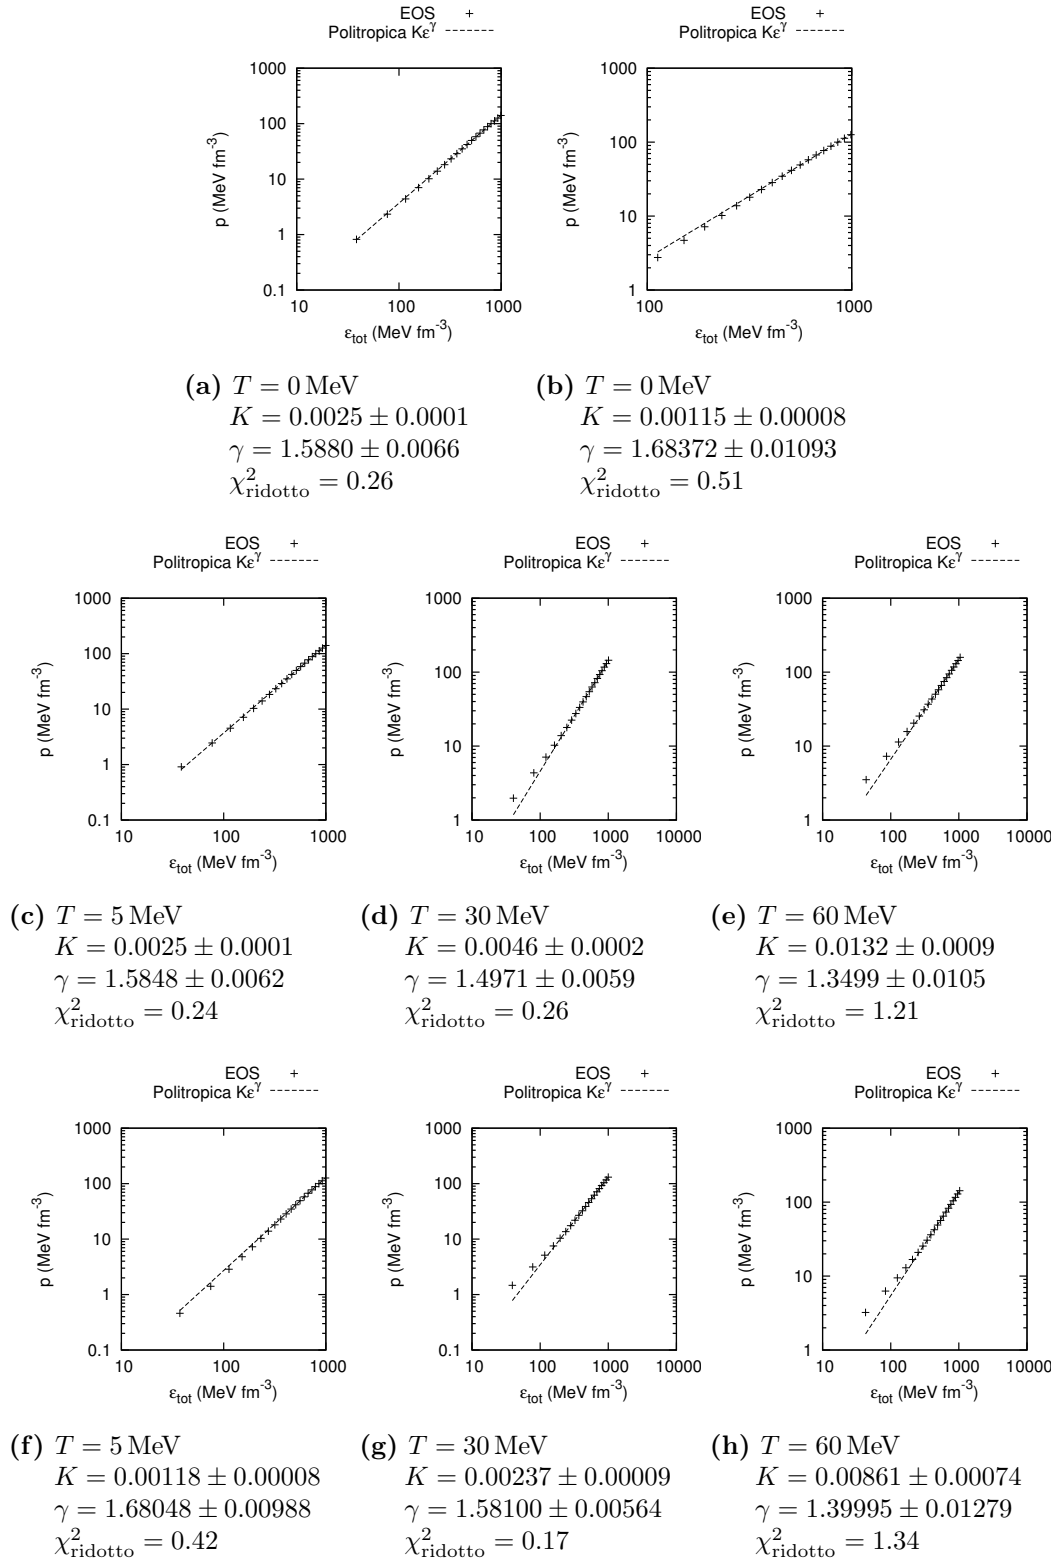 EOS +
Politropica Kε^γ
1000
100
10
1
0.1
p (MeV fm⁻³)
10 100 1000
ε_tot (MeV fm⁻³)
EOS +
Politropica Kε^γ
1000
100
10
1
p (MeV fm⁻³)
100 1000
ε_tot (MeV fm⁻³)
(a) T = 0 MeV
K = 0.0025 ± 0.0001
γ = 1.5880 ± 0.0066
χ²_ridotto = 0.26
(b) T = 0 MeV
K = 0.00115 ± 0.00008
γ = 1.68372 ± 0.01093
χ²_ridotto = 0.51
EOS +
Politropica Kε^γ
1000
100
10
1
0.1
p (MeV fm⁻³)
10 100 1000
ε_tot (MeV fm⁻³)
EOS +
Politropica Kε^γ
1000
100
10
1
p (MeV fm⁻³)
10 100 1000 10000
ε_tot (MeV fm⁻³)
EOS +
Politropica Kε^γ
1000
100
10
1
p (MeV fm⁻³)
10 100 1000 10000
ε_tot (MeV fm⁻³)
(c) T = 5 MeV
K = 0.0025 ± 0.0001
γ = 1.5848 ± 0.0062
χ²_ridotto = 0.24
(d) T = 30 MeV
K = 0.0046 ± 0.0002
γ = 1.4971 ± 0.0059
χ²_ridotto = 0.26
(e) T = 60 MeV
K = 0.0132 ± 0.0009
γ = 1.3499 ± 0.0105
χ²_ridotto = 1.21
EOS +
Politropica Kε^γ
1000
100
10
1
0.1
p (MeV fm⁻³)
10 100 1000
ε_tot (MeV fm⁻³)
EOS +
Politropica Kε^γ
1000
100
10
1
0.1
p (MeV fm⁻³)
10 100 1000 10000
ε_tot (MeV fm⁻³)
EOS +
Politropica Kε^γ
1000
100
10
1
p (MeV fm⁻³)
10 100 1000 10000
ε_tot (MeV fm⁻³)
(f) T = 5 MeV
K = 0.00118 ± 0.00008
γ = 1.68048 ± 0.00988
χ²_ridotto = 0.42
(g) T = 30 MeV
K = 0.00237 ± 0.00009
γ = 1.58100 ± 0.00564
χ²_ridotto = 0.17
(h) T = 60 MeV
K = 0.00861 ± 0.00074
γ = 1.39995 ± 0.01279
χ²_ridotto = 1.34